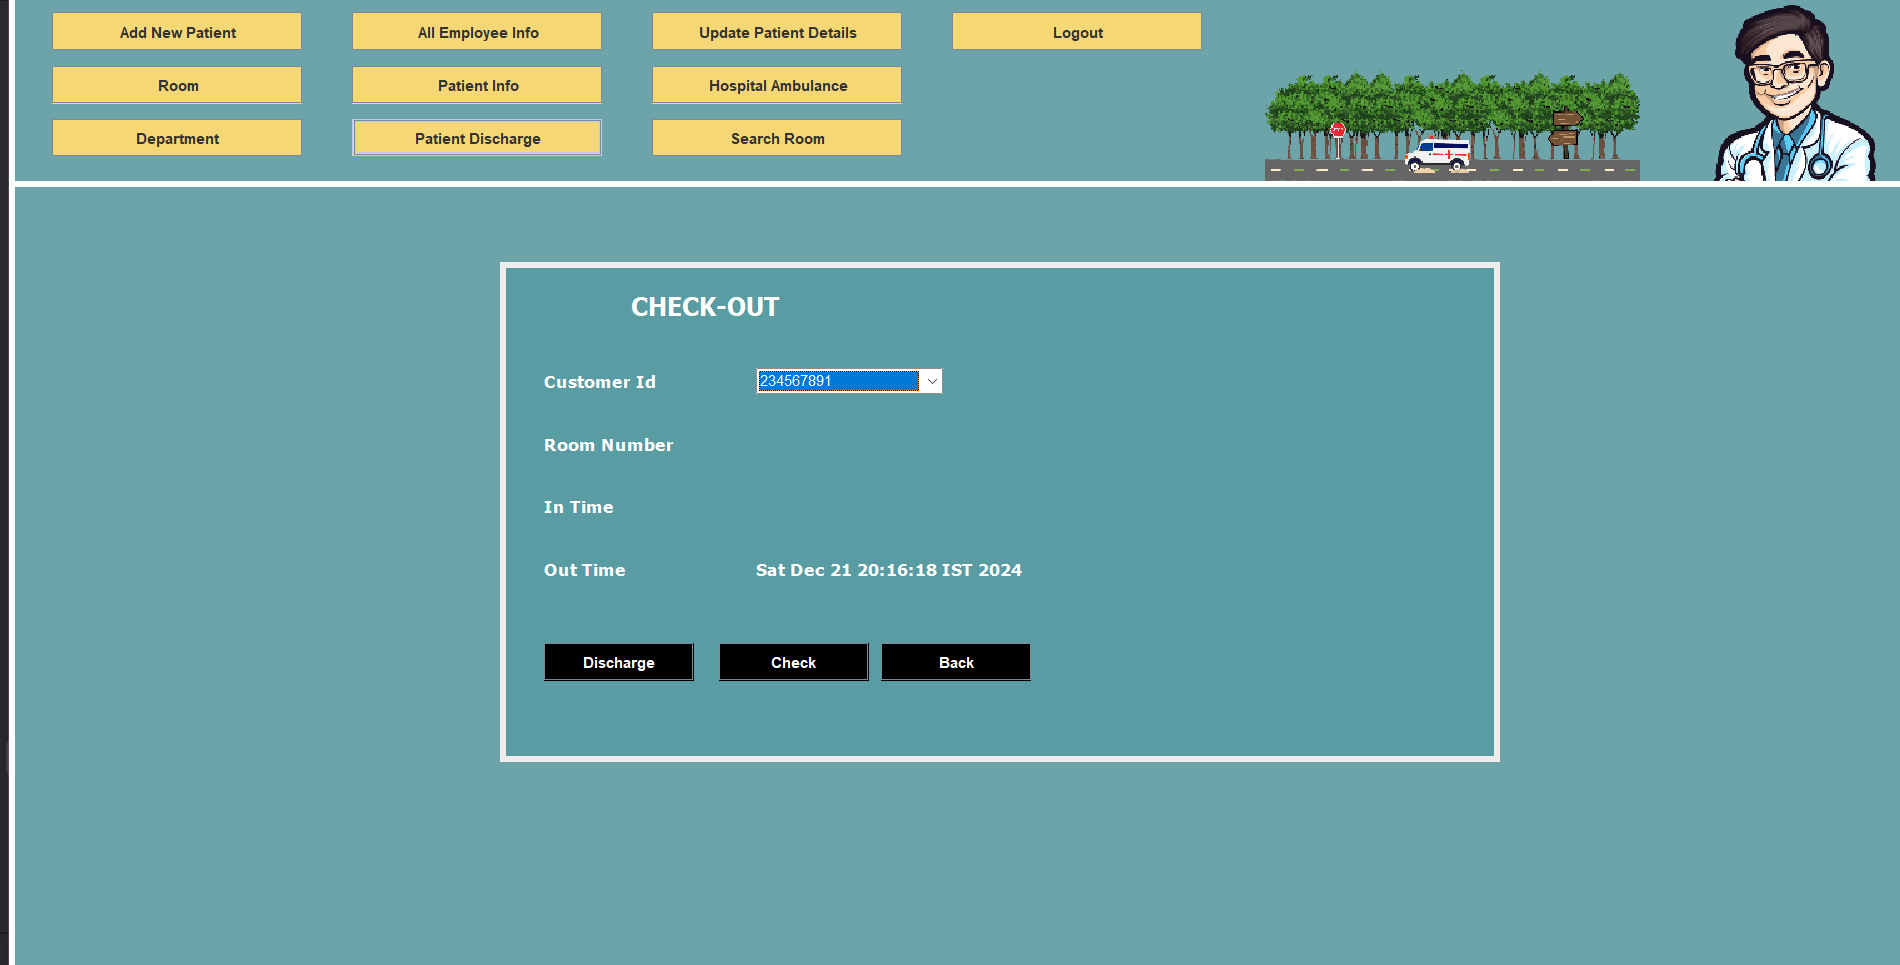 Add New Patient
All Employee Info
Update Patient Details
Logout
Room
Patient Info
Hospital Ambulance
Department
Patient Discharge
Search Room
CHECK-OUT
Customer Id
234567891
Room Number
In Time
Out Time
Sat Dec 21 20:16:18 IST 2024
Discharge
Check
Back